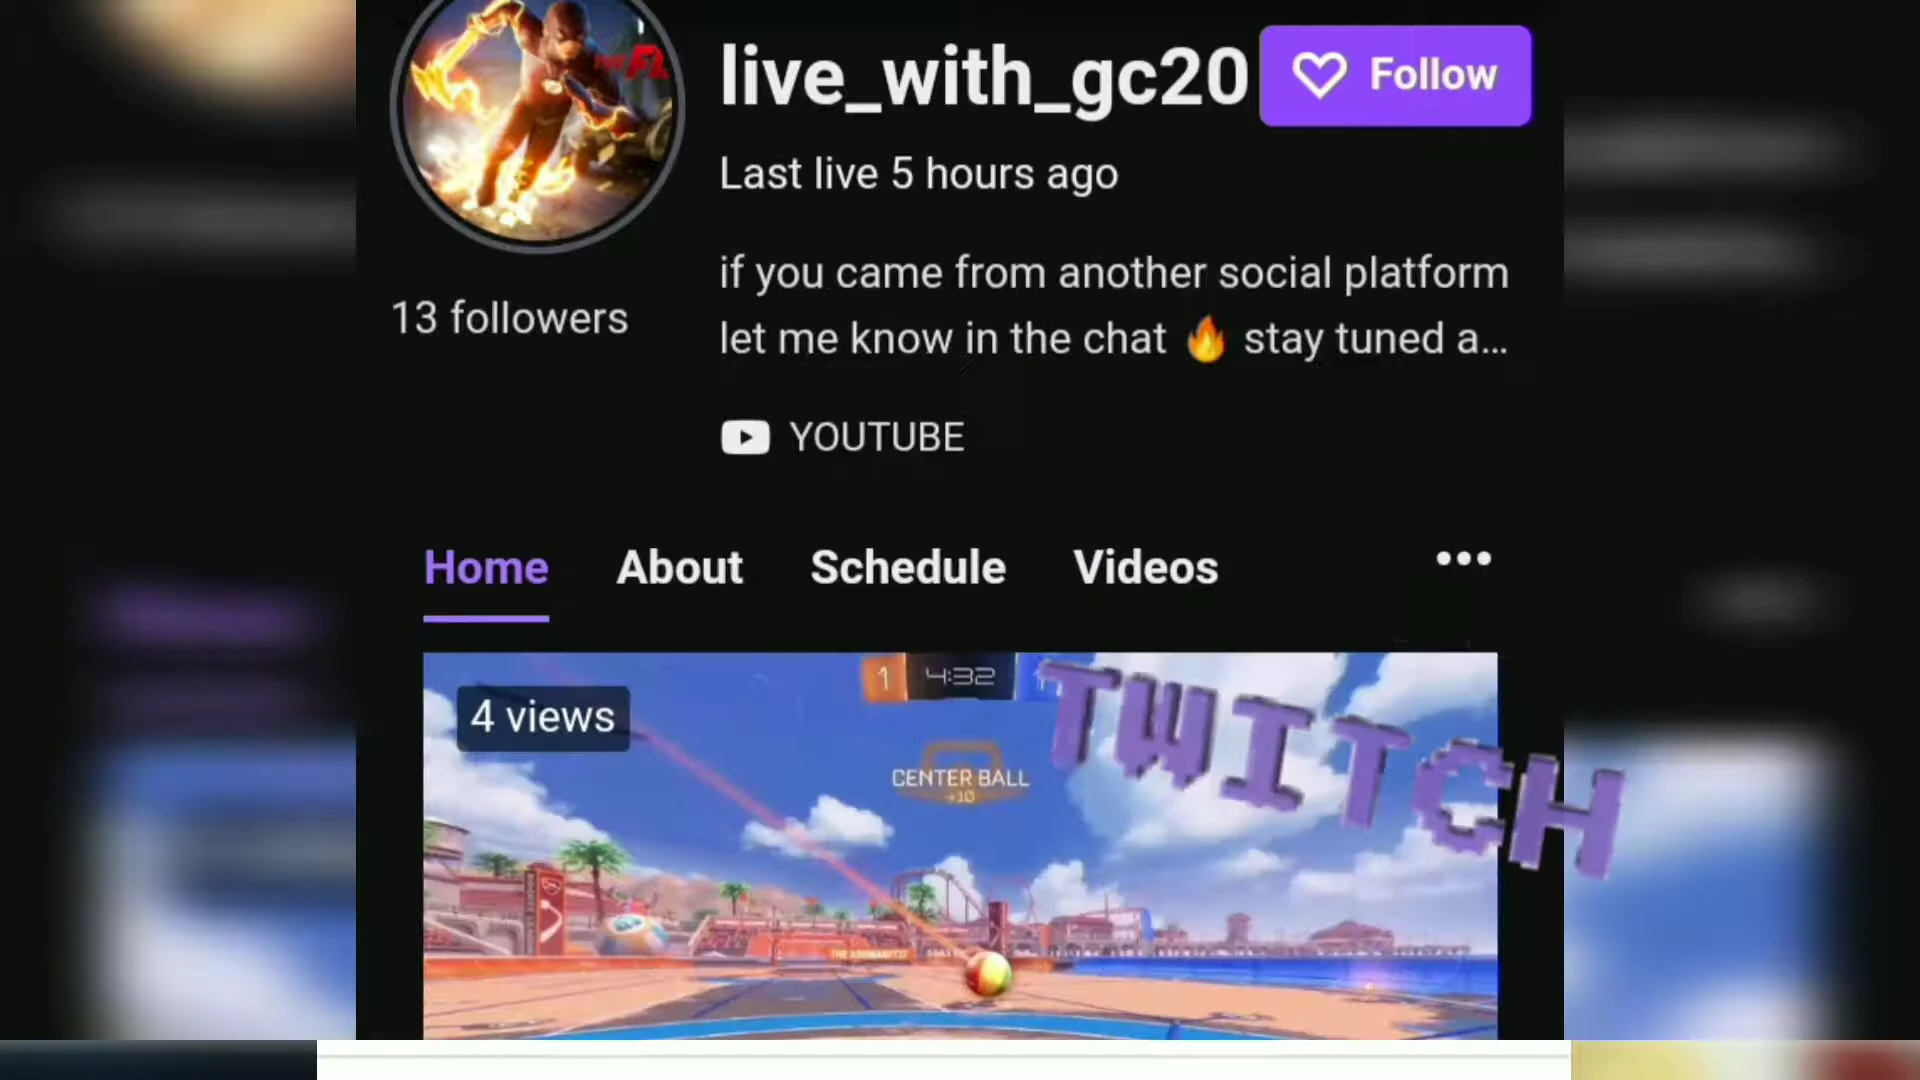 live_with_gc20
Follow
Last live 5 hours ago
13 followers
if you came from another social platform
let me know in the chat 🔥 stay tuned a...
YOUTUBE
Home
About
Schedule
Videos
4 views
1
4:32
CENTER BALL
+10
TWITCH